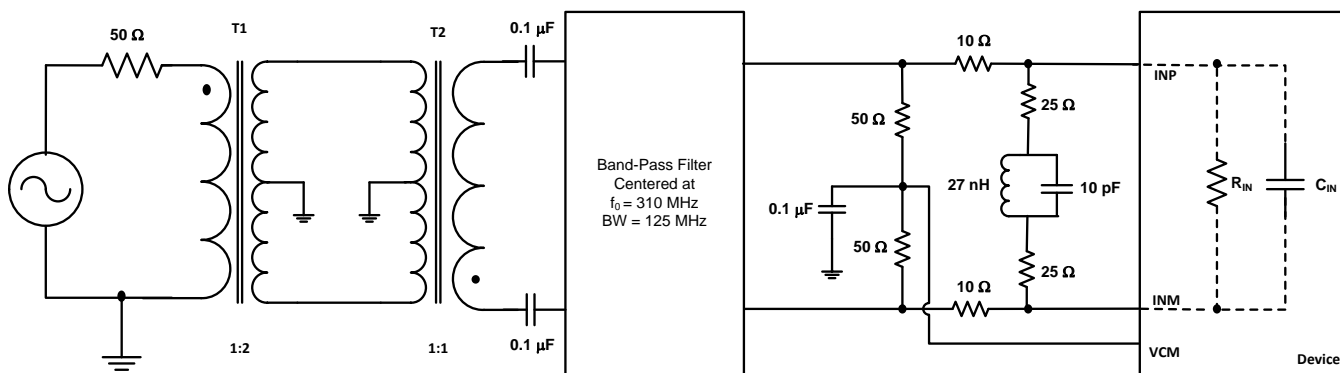 50 Ω
T1
T2
0.1 µF
10 Ω
INP
25 Ω
50 Ω
Band-Pass Filter
Centered at
f₀ = 310 MHz
BW = 125 MHz
27 nH
10 pF
R_IN
C_IN
0.1 µF
50 Ω
25 Ω
10 Ω
INM
1:2
1:1
0.1 µF
VCM
Device